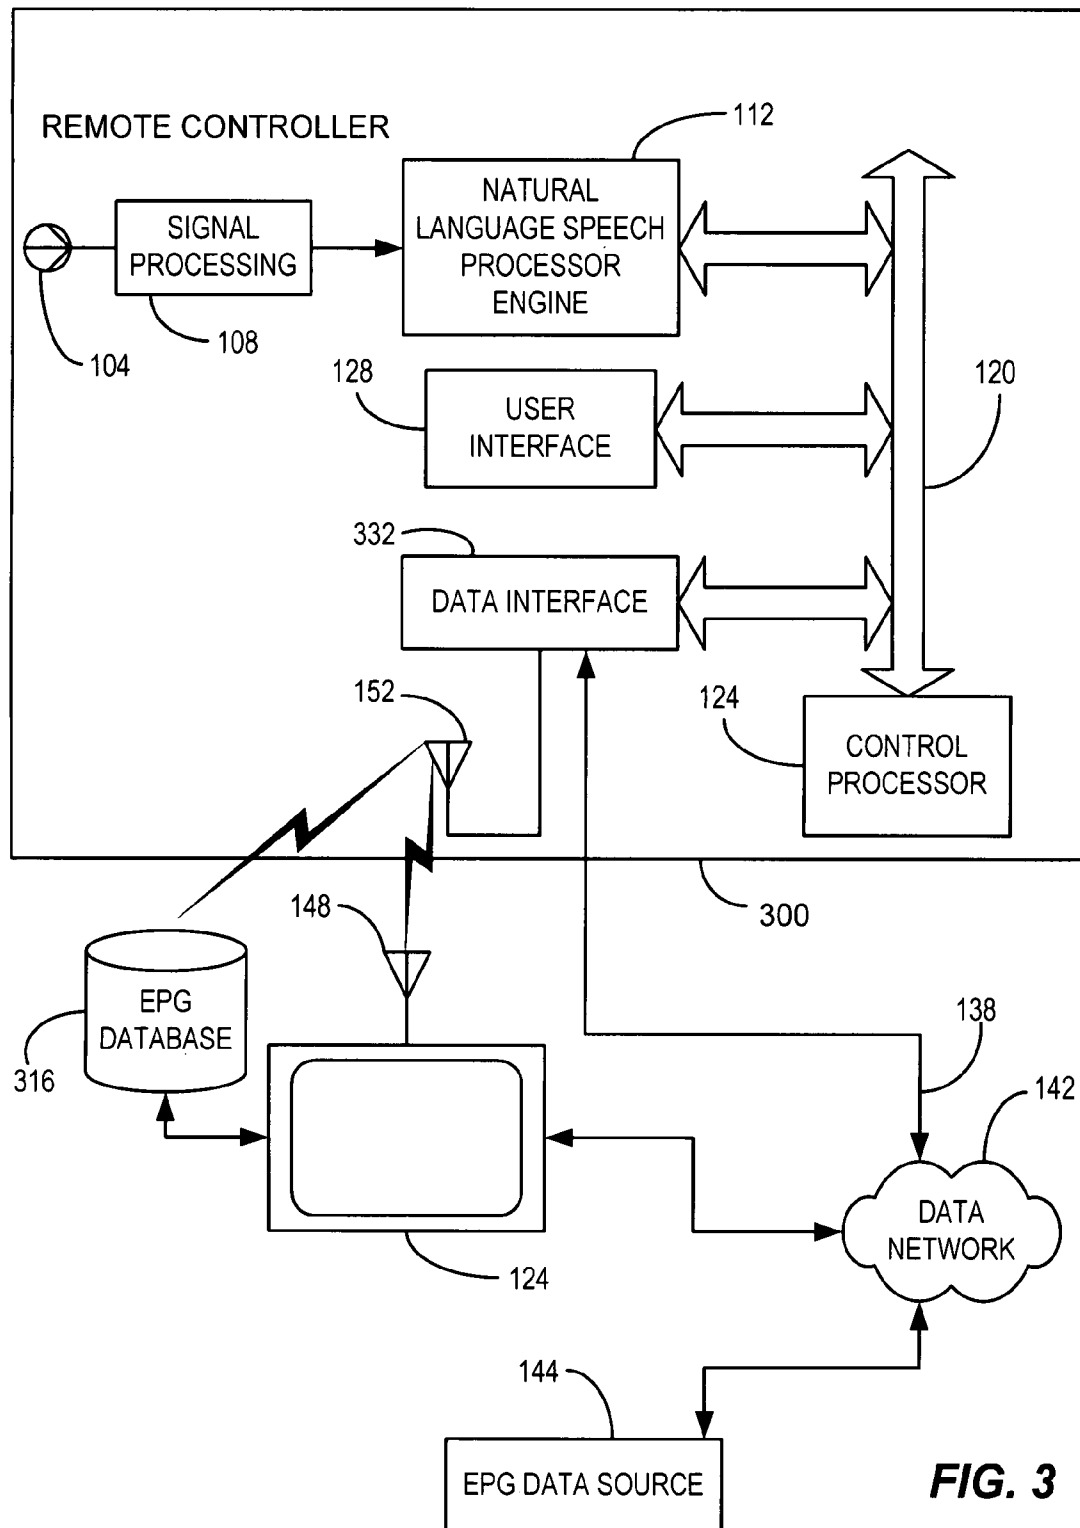 REMOTE CONTROLLER
112
NATURAL
LANGUAGE SPEECH
PROCESSOR
ENGINE
SIGNAL
PROCESSING
104
108
128
USER
INTERFACE
120
332
DATA INTERFACE
152
124
CONTROL
PROCESSOR
300
148
EPG
DATABASE
316
138
142
DATA
NETWORK
124
144
EPG DATA SOURCE
FIG. 3